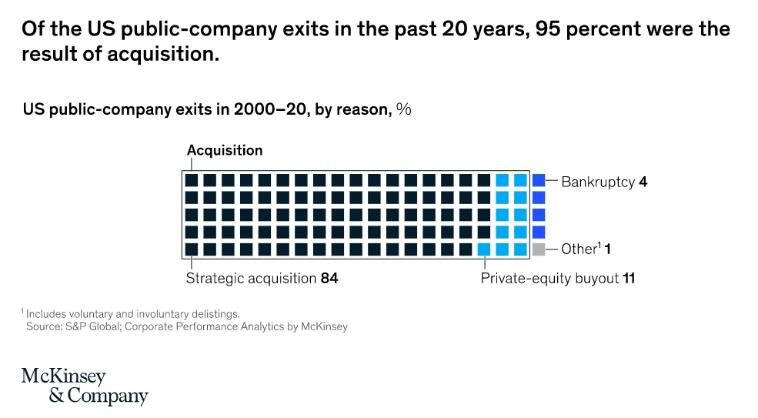 Of the US public-company exits in the past 20 years, 95 percent were the
result of acquisition.
US public-company exits in 2000–20, by reason, %
Acquisition
Bankruptcy 4
Other¹ 1
Strategic acquisition 84
Private-equity buyout 11
¹ Includes voluntary and involuntary delistings.
Source: S&P Global; Corporate Performance Analytics by McKinsey
McKinsey
& Company